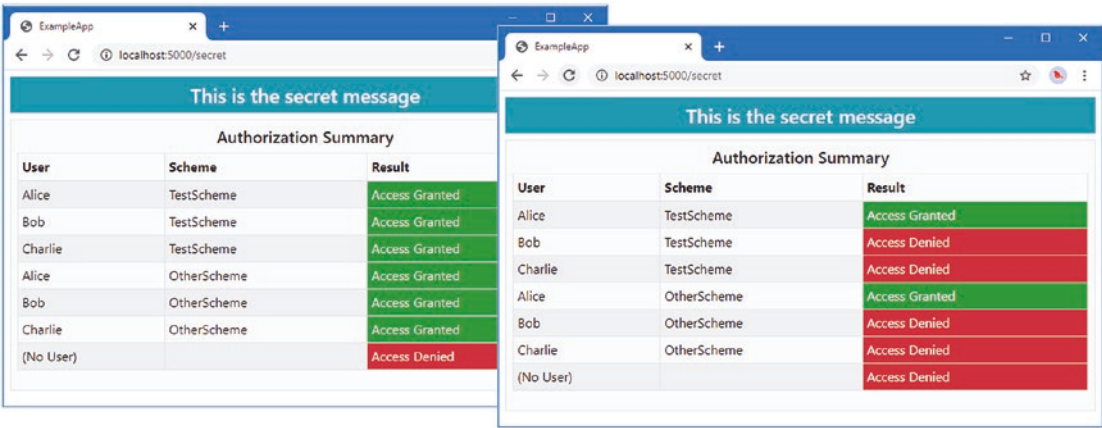 ExampleApp
localhost:5000/secret
This is the secret message
Authorization Summary
User Scheme Result
Alice TestScheme Access Granted
Bob TestScheme Access Granted
Charlie TestScheme Access Granted
Alice OtherScheme Access Granted
Bob OtherScheme Access Granted
Charlie OtherScheme Access Granted
(No User) Access Denied
ExampleApp
localhost:5000/secret
This is the secret message
Authorization Summary
User Scheme Result
Alice TestScheme Access Granted
Bob TestScheme Access Denied
Charlie TestScheme Access Denied
Alice OtherScheme Access Granted
Bob OtherScheme Access Denied
Charlie OtherScheme Access Denied
(No User) Access Denied